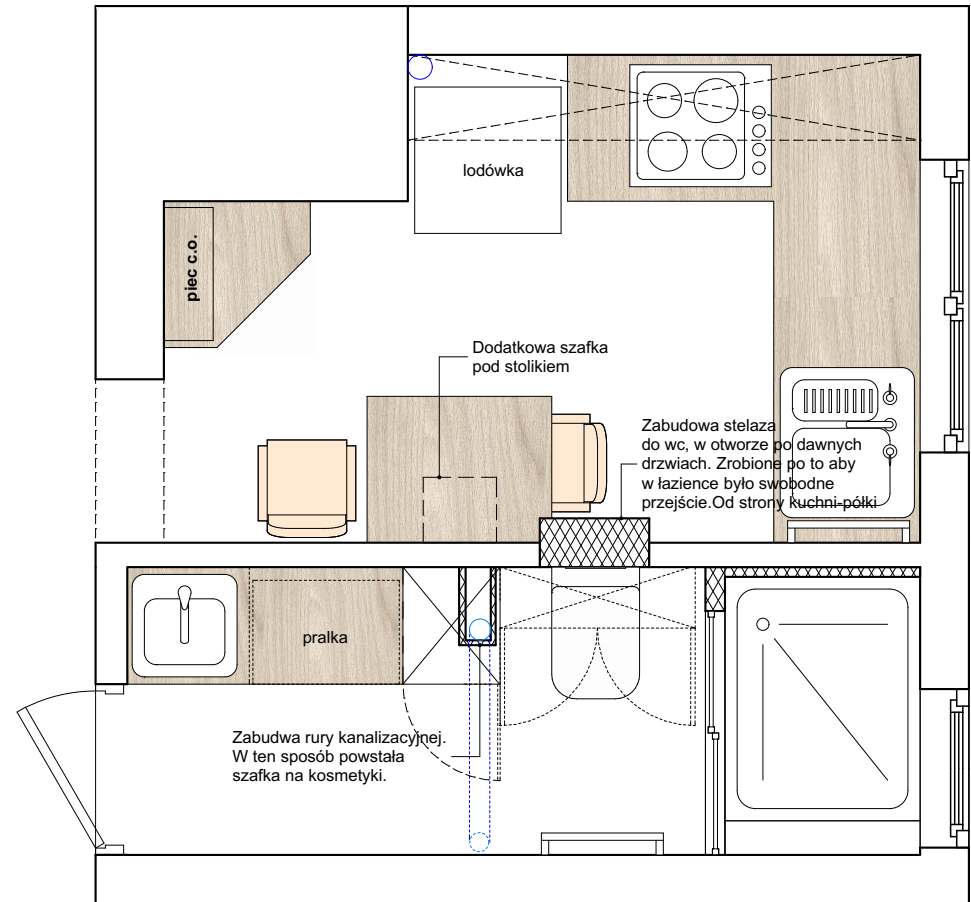 lodówka
piec c.o.
Dodatkowa szafka
pod stolikiem
Zabudowa stelaza
do wc, w otworze po dawnych
drzwiach. Zrobione po to aby
w łazience było swobodne
przejście.Od strony kuchni-półki
pralka
Zabudwa rury kanalizacyjnej.
W ten sposób powstała
szafka na kosmetyki.